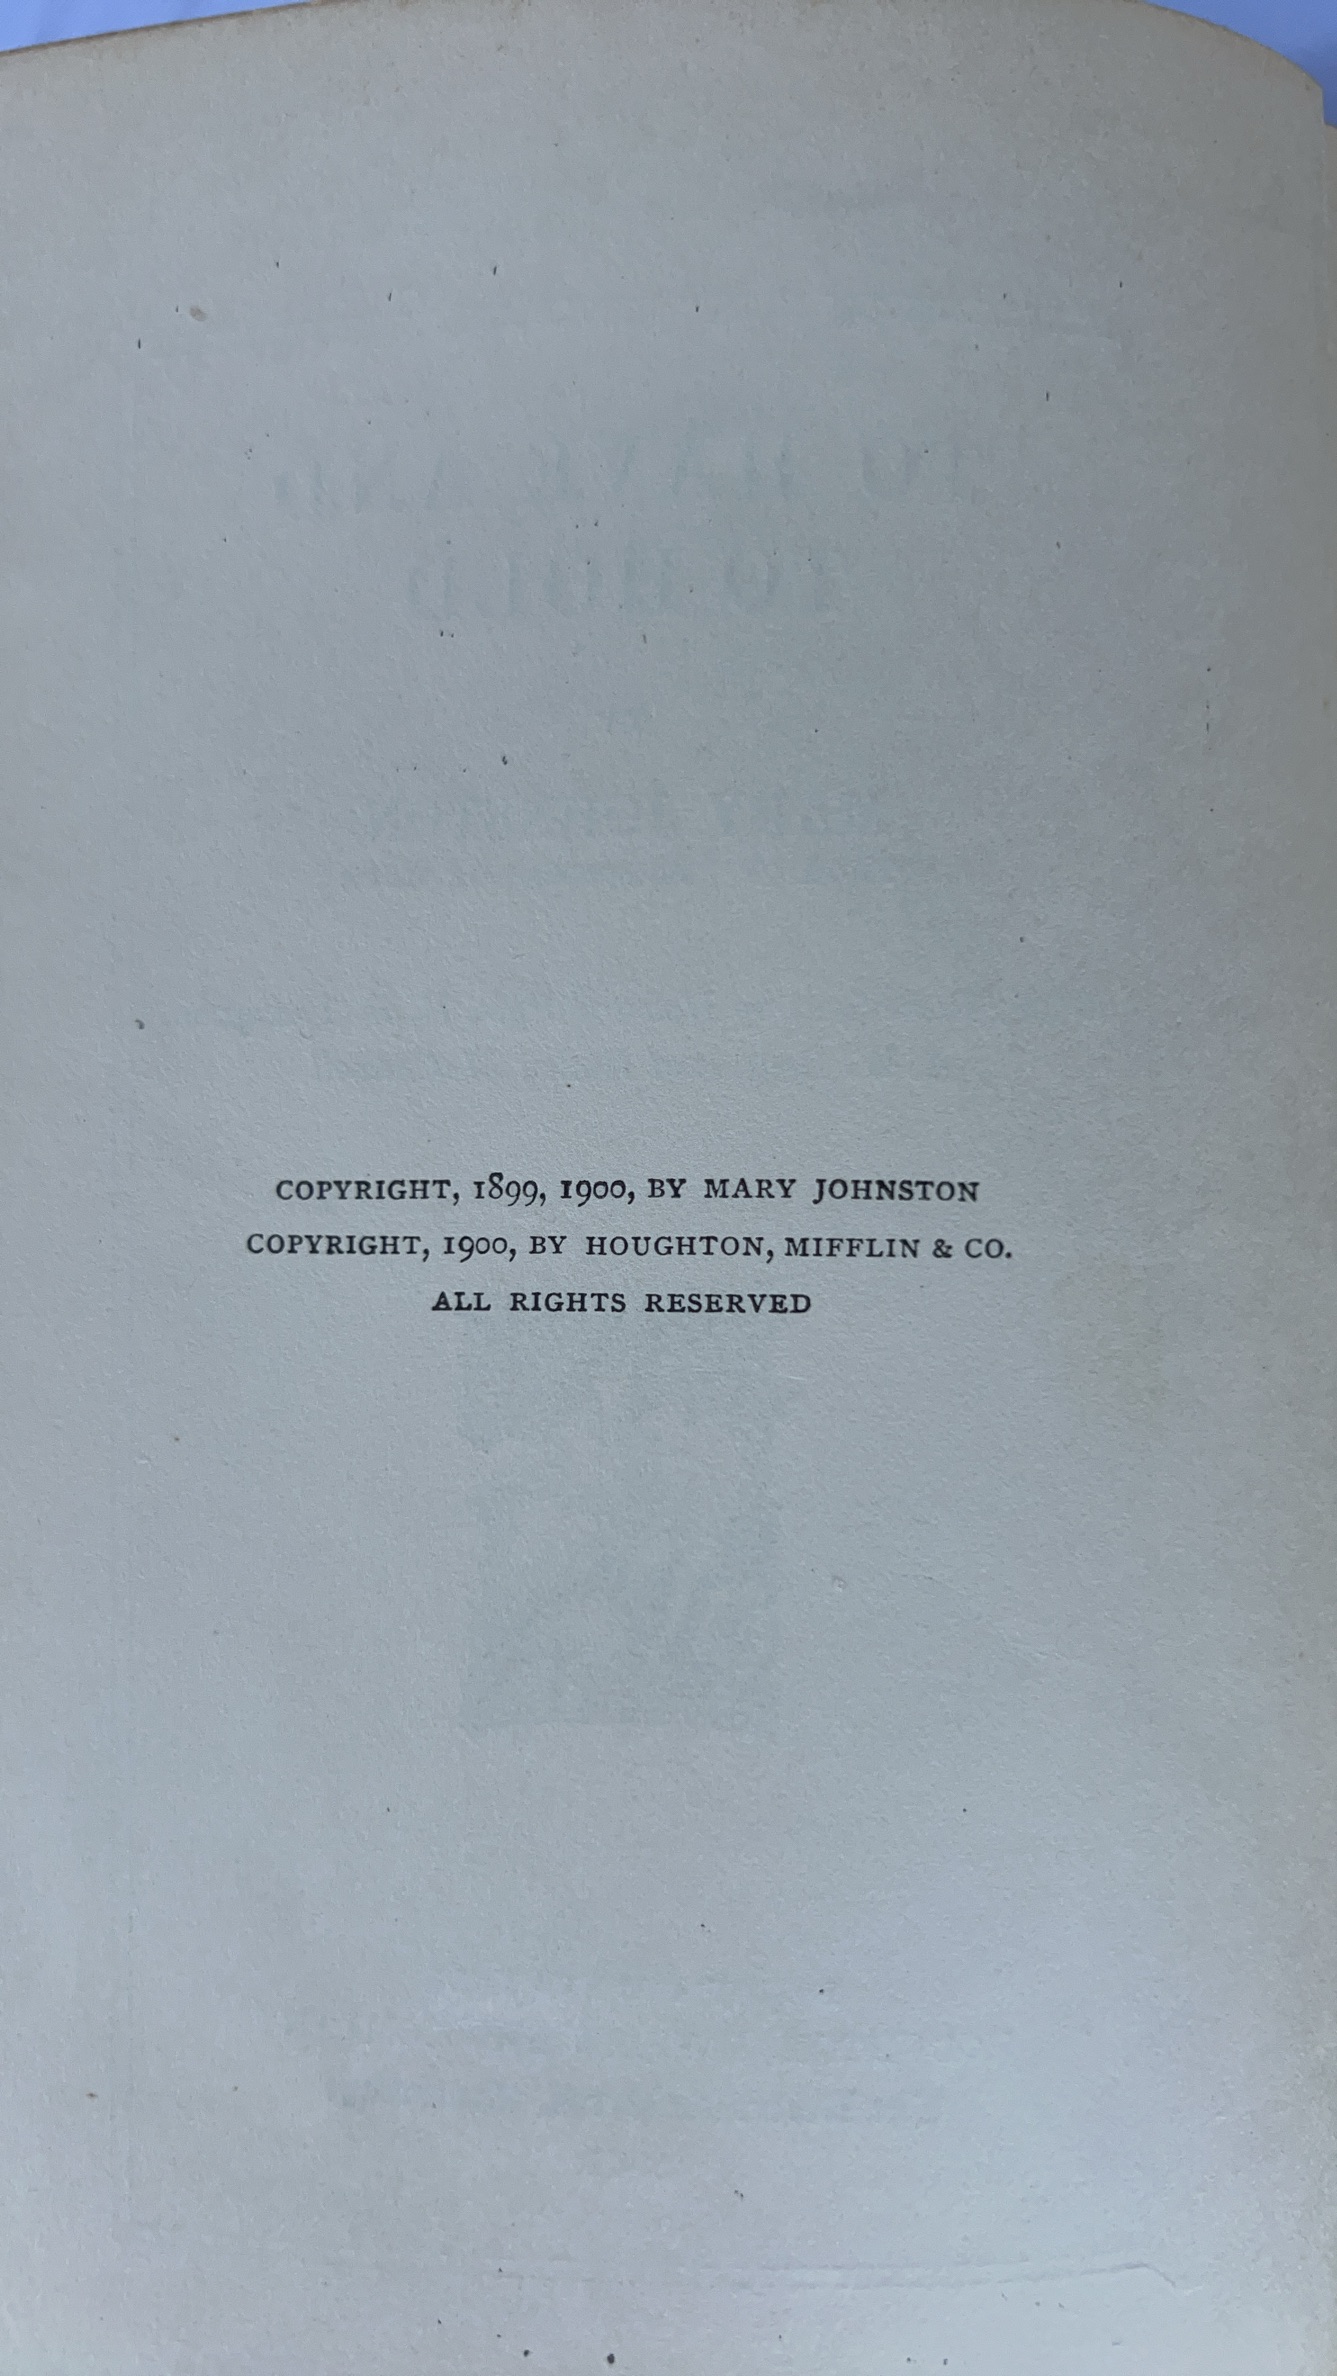 COPYRIGHT, 1899, 1900, BY MARY JOHNSTON
COPYRIGHT, 1900, BY HOUGHTON, MIFFLIN & CO.
ALL RIGHTS RESERVED